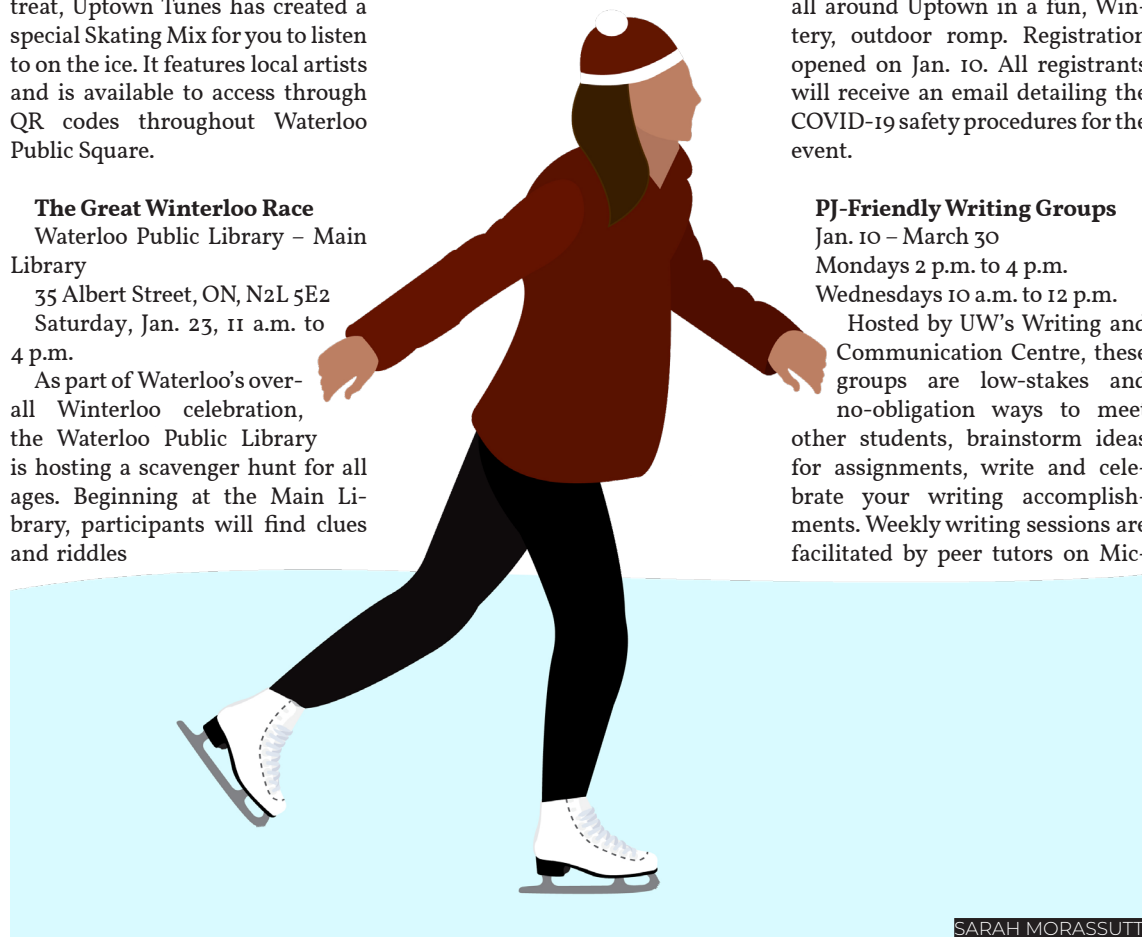 treat, Uptown Tunes has created a
special Skating Mix for you to listen
to on the ice. It features local artists
and is available to access through
QR codes throughout Waterloo
Public Square.
The Great Winterloo Race
Waterloo Public Library – Main
Library
35 Albert Street, ON, N2L 5E2
Saturday, Jan. 23, 11 a.m. to
4 p.m.
As part of Waterloo's over-
all Winterloo celebration,
the Waterloo Public Library
is hosting a scavenger hunt for all
ages. Beginning at the Main Li-
brary, participants will find clues
and riddles
all around Uptown in a fun, Win-
tery, outdoor romp. Registration
opened on Jan. 10. All registrants
will receive an email detailing the
COVID-19 safety procedures for the
event.
PJ-Friendly Writing Groups
Jan. 10 – March 30
Mondays 2 p.m. to 4 p.m.
Wednesdays 10 a.m. to 12 p.m.
Hosted by UW's Writing and
Communication Centre, these
groups are low-stakes and
no-obligation ways to meet
other students, brainstorm ideas
for assignments, write and cele-
brate your writing accomplish-
ments. Weekly writing sessions are
facilitated by peer tutors on Mic-
SARAH MORASSUTT